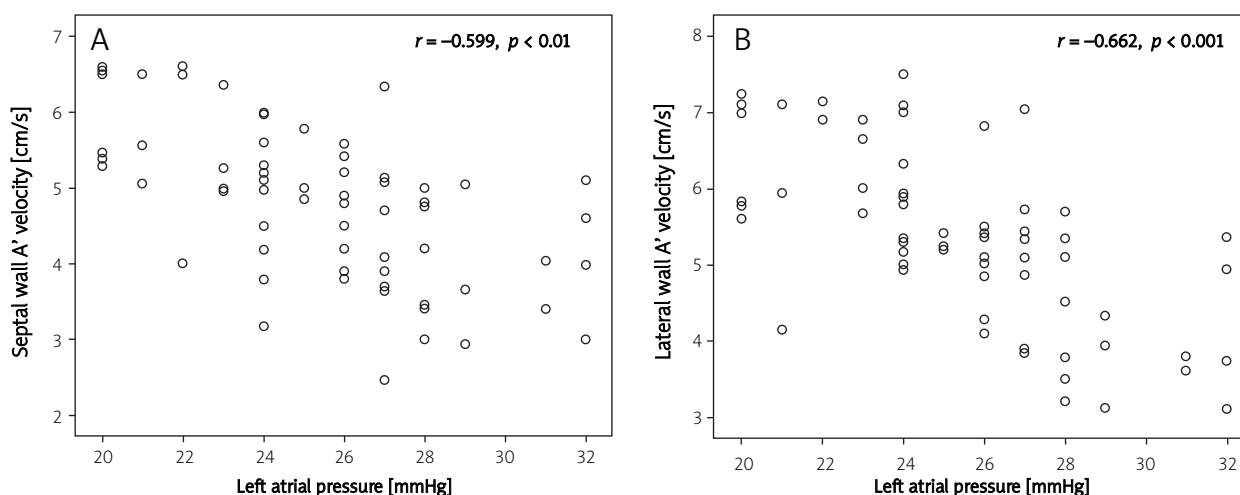 A
r = –0.599, p < 0.01
Septal wall A’ velocity [cm/s]
7
6
5
4
3
2
20 22 24 26 28 30 32
Left atrial pressure [mmHg]
B
r = –0.662, p < 0.001
Lateral wall A’ velocity [cm/s]
8
7
6
5
4
3
20 22 24 26 28 30 32
Left atrial pressure [mmHg]